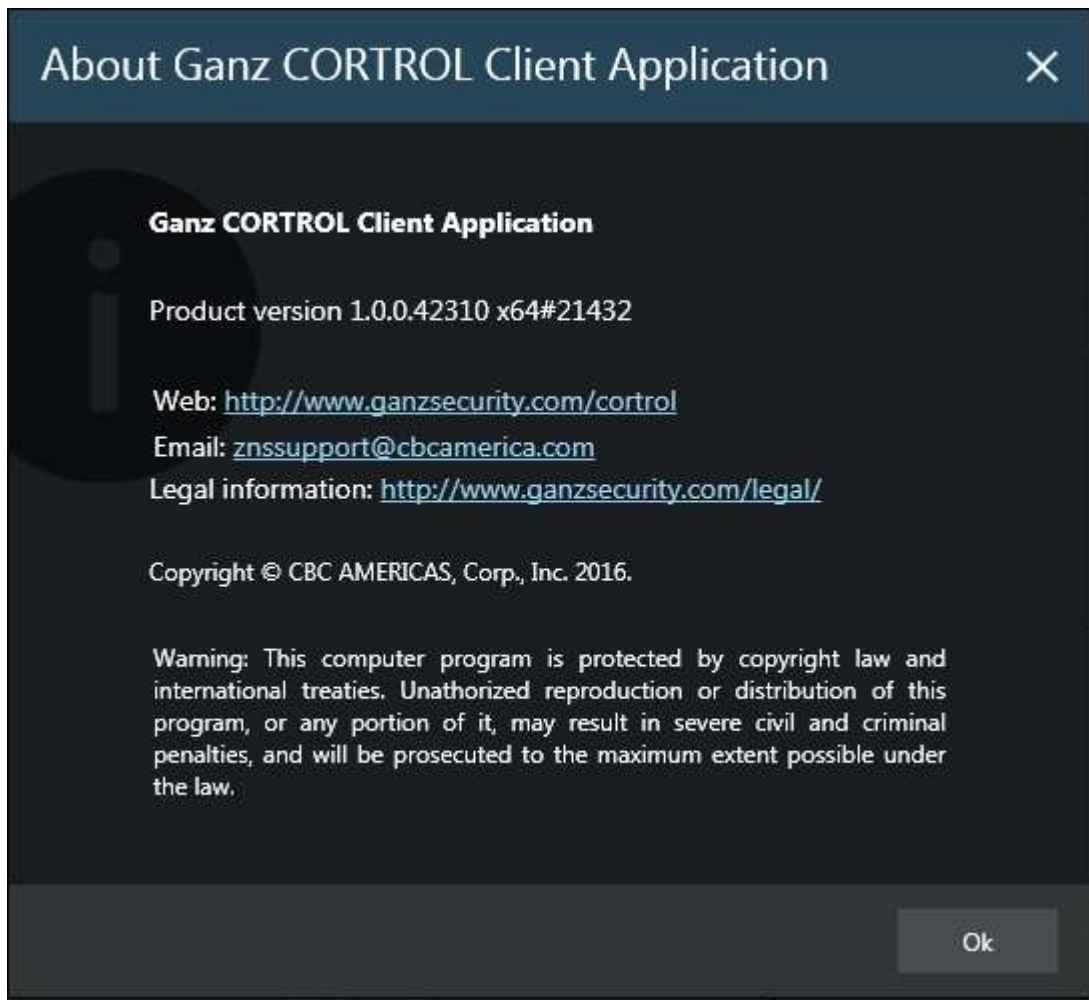 About Ganz CORTROL Client Application
Ganz CORTROL Client Application
Product version 1.0.0.42310 x64#21432
Web: http://www.ganzsecurity.com/cortrol
Email: znssupport@cbcamerica.com
Legal information: http://www.ganzsecurity.com/legal/
Copyright © CBC AMERICAS, Corp., Inc. 2016.
Warning: This computer program is protected by copyright law and
international treaties. Unathorized reproduction or distribution of this
program, or any portion of it, may result in severe civil and criminal
penalties, and will be prosecuted to the maximum extent possible under
the law.
Ok